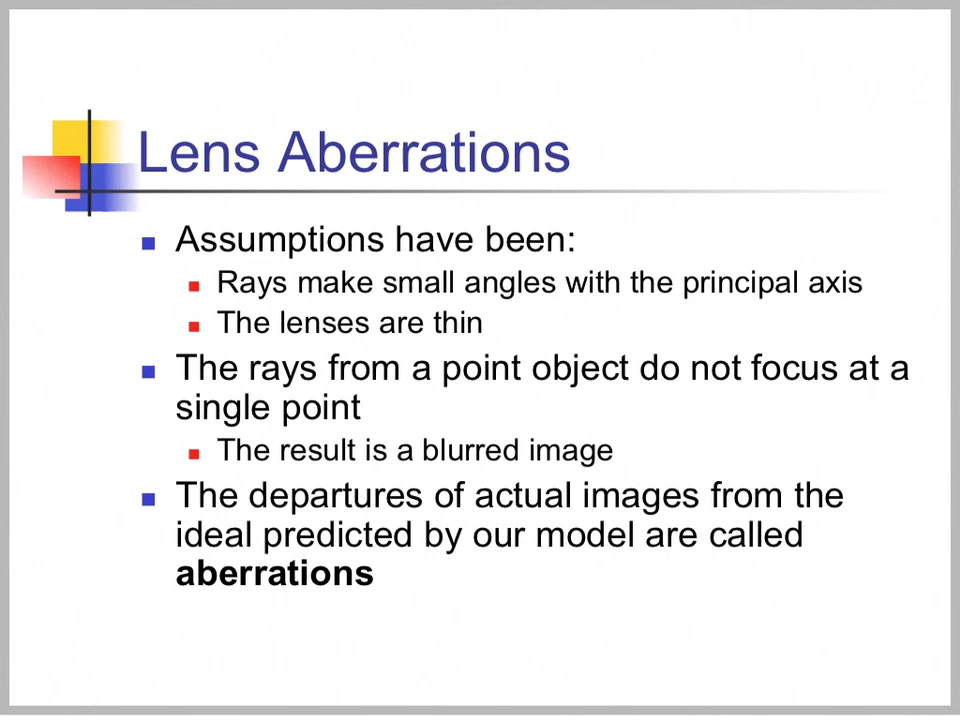 Lens Aberrations
Assumptions have been:
Rays make small angles with the principal axis
The lenses are thin
The rays from a point object do not focus at a
single point
The result is a blurred image
The departures of actual images from the
ideal predicted by our model are called
aberrations